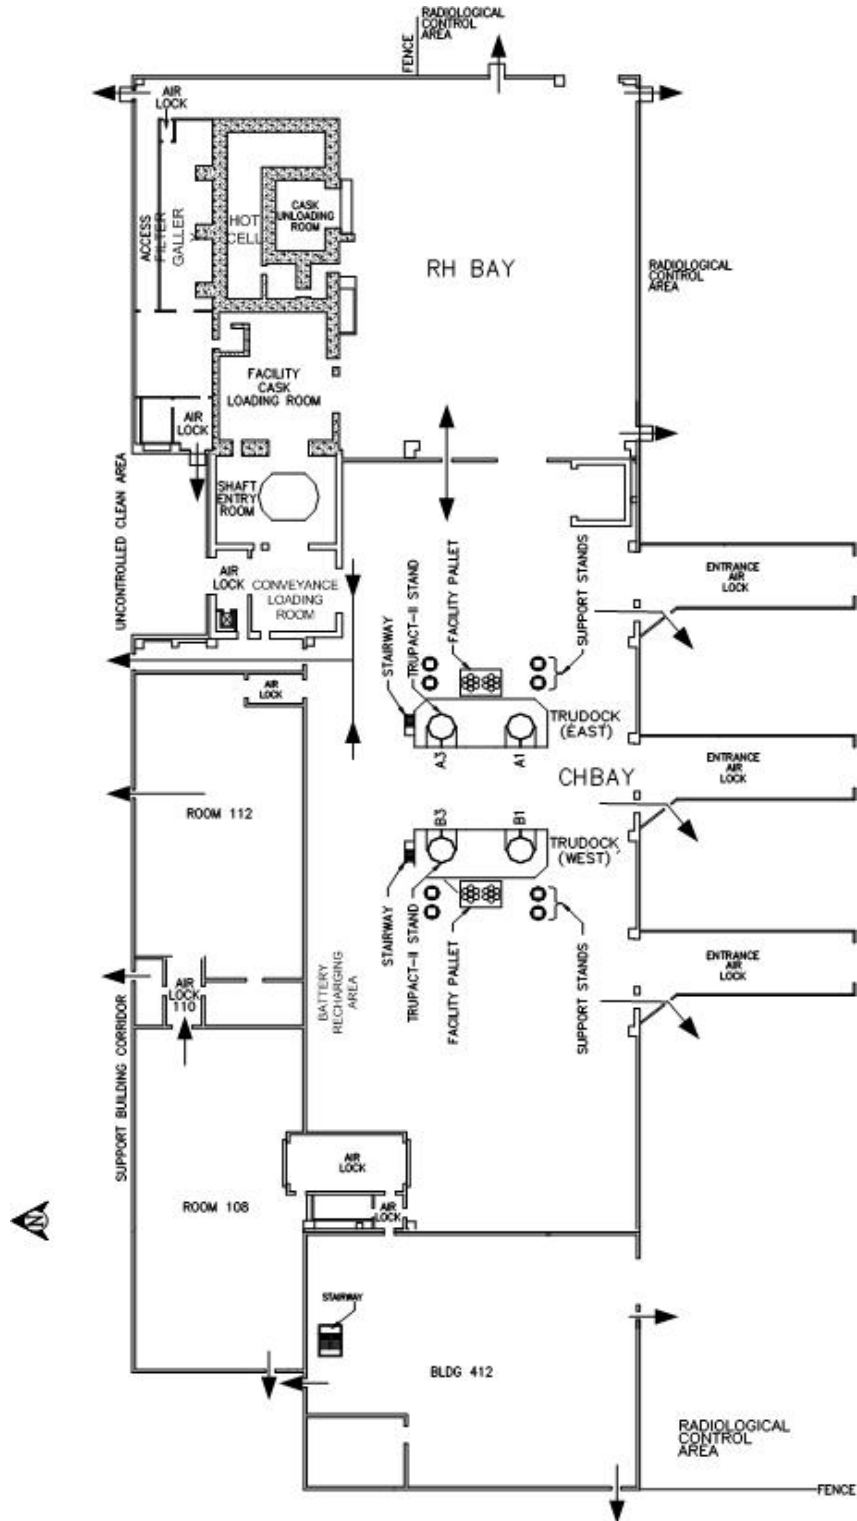 RADIOLOGICAL
CONTROL
AREA
FENCE
AIR
LOCK
ACCESS
FILTER
GALLER
Y
HOT
CELL
CASK
UNLOADING
ROOM
RH BAY
RADIOLOGICAL
CONTROL
AREA
FACILITY
CASK
LOADING ROOM
AIR
LOCK
UNCONTROLLED CLEAN AREA
SHAFT
ENTRY
ROOM
AIR
LOCK
CONVEYANCE
LOADING
ROOM
STAIRWAY
TRUPACT-II STAND
FACILITY PALLET
SUPPORT STANDS
ENTRANCE
AIR
LOCK
AIR
LOCK
TRUDOCK
(EAST)
A3
A1
ENTRANCE
AIR
LOCK
CHBAY
ROOM 112
B3
B1
TRUDOCK
(WEST)
STAIRWAY
TRUPACT-II STAND
FACILITY PALLET
SUPPORT STANDS
ENTRANCE
AIR
LOCK
AIR
LOCK
110
BATTERY
RECHARGING
AREA
SUPPORT BUILDING CORRIDOR
AIR
LOCK
ROOM 108
AIR
LOCK
N
STAIRWAY
BLDG 412
RADIOLOGICAL
CONTROL
AREA
FENCE